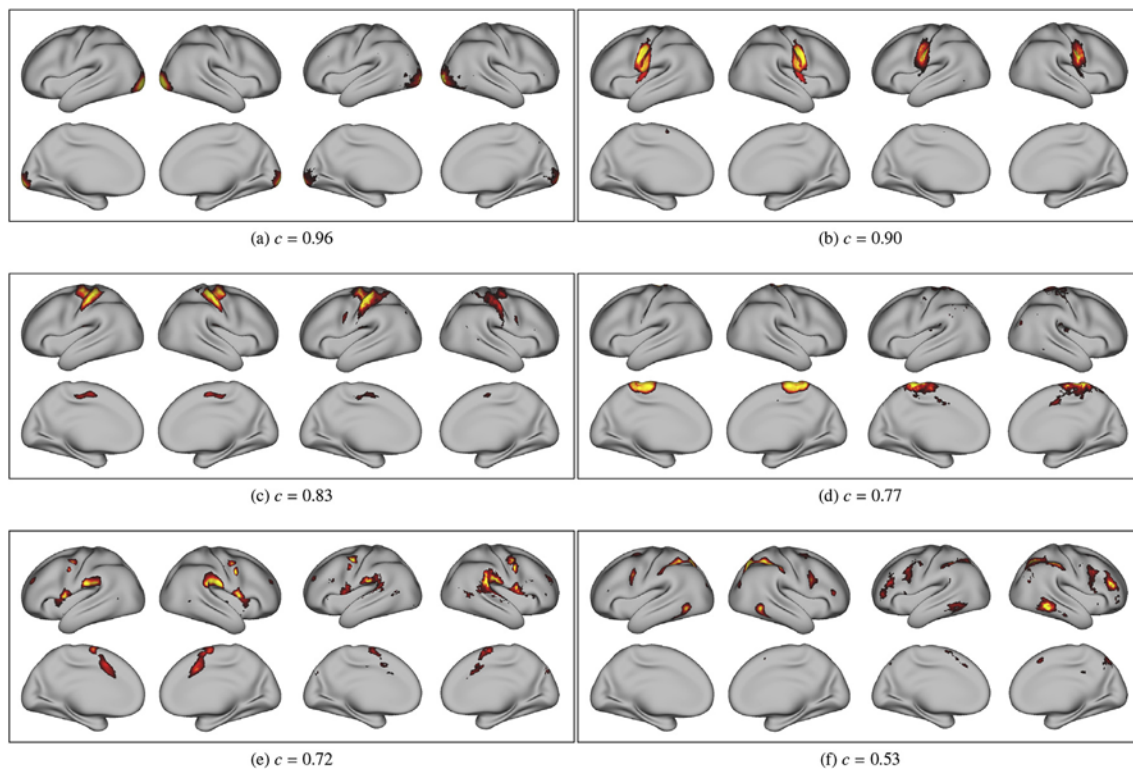 (a) c = 0.96
(b) c = 0.90
(c) c = 0.83
(d) c = 0.77
(e) c = 0.72
(f) c = 0.53